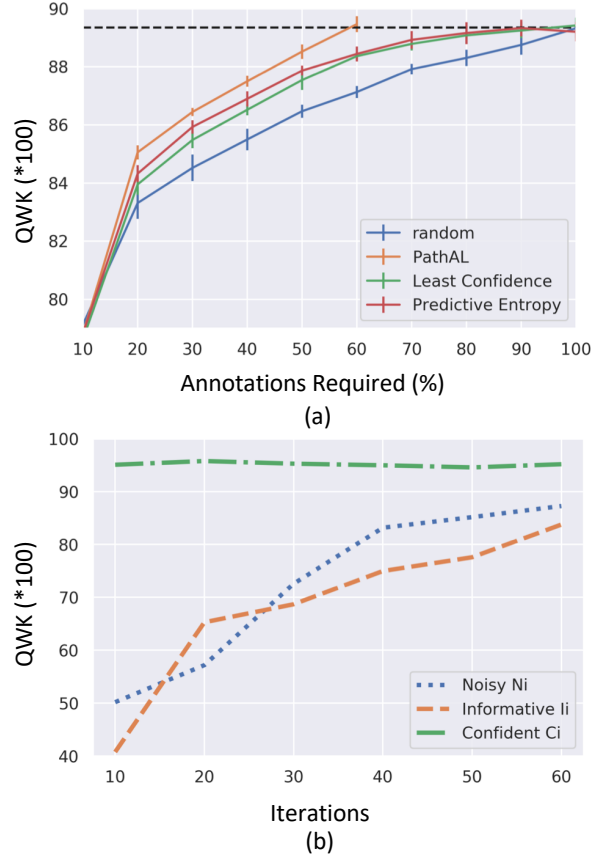 90
88
86
84
82
80
QWK (*100)
random
PathAL
Least Confidence
Predictive Entropy
10 20 30 40 50 60 70 80 90 100
Annotations Required (%)
(a)
100
90
80
70
60
50
40
QWK (*100)
Noisy Ni
Informative Ii
Confident Ci
10 20 30 40 50 60
Iterations
(b)